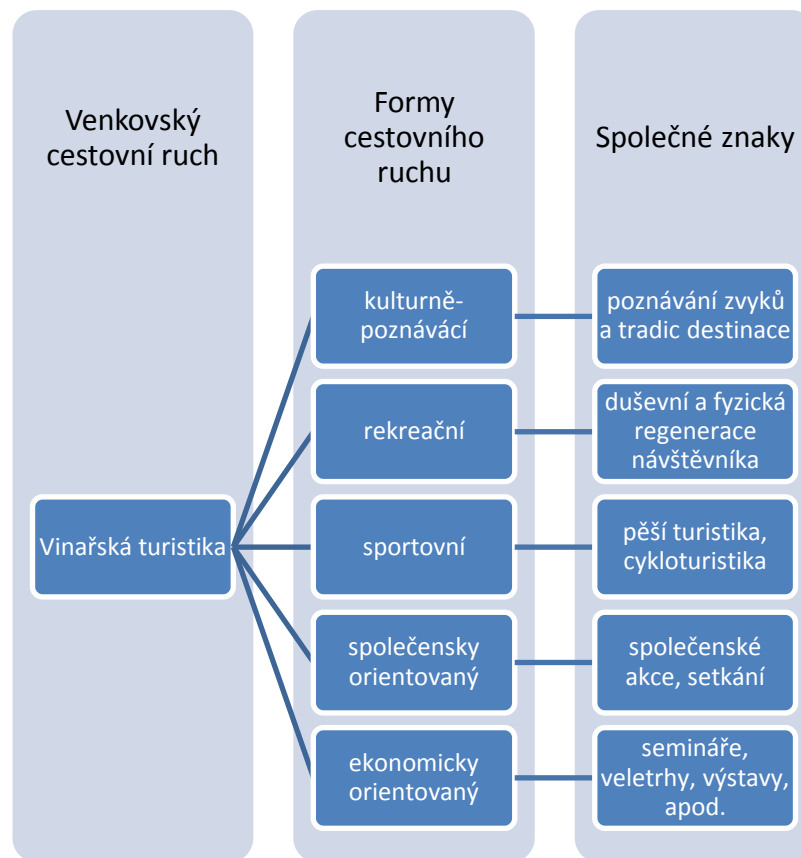 Venkovský
cestovní ruch
Formy
cestovního
ruchu
Společné znaky
Vinařská turistika
kulturně-
poznávácí
poznávání zvyků
a tradic destinace
rekreační
duševní a fyzická
regenerace
návštěvníka
sportovní
pěší turistika,
cykloturistika
společensky
orientovaný
společenské
akce, setkání
ekonomicky
orientovaný
semináře,
veletrhy, výstavy,
apod.